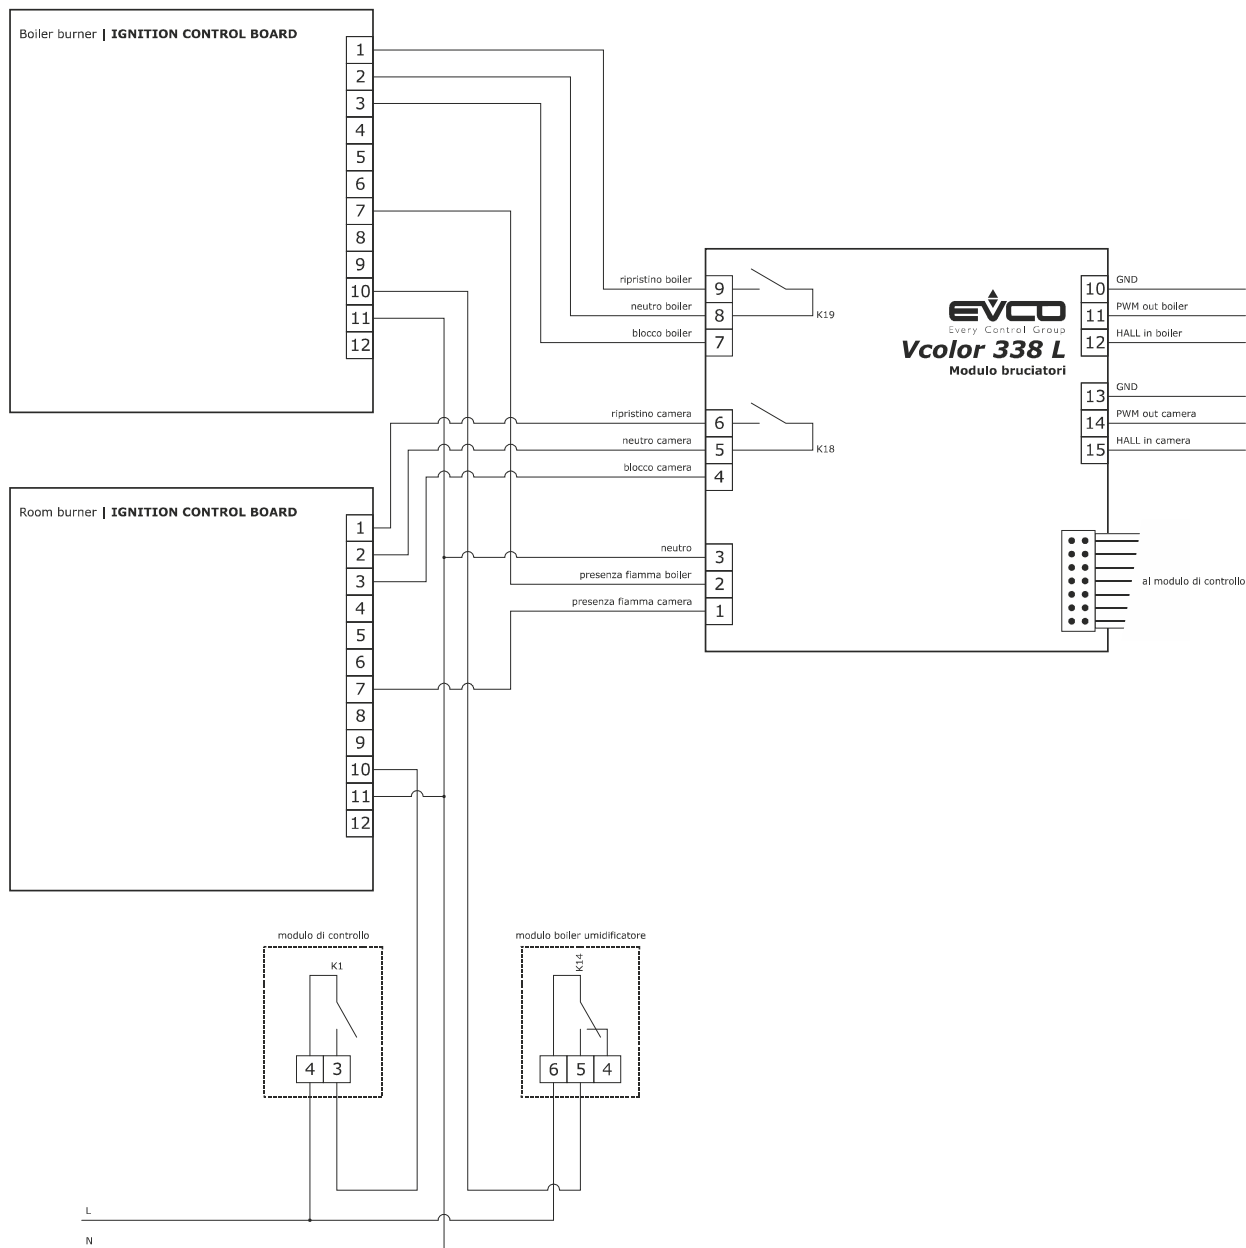 Boiler burner | IGNITION CONTROL BOARD
1
2
3
4
5
6
7
8
9
10
11
12
Room burner | IGNITION CONTROL BOARD
1
2
3
4
5
6
7
8
9
10
11
12
ripristino boiler
neutro boiler
blocco boiler
ripristino camera
neutro camera
blocco camera
neutro
presenza fiamma boiler
presenza fiamma camera
9
8
7
6
5
4
3
2
1
K19
K18
EVCO
Every Control Group
Vcolor 338 L
Modulo bruciatori
10 GND
11 PWM out boiler
12 HALL in boiler
13 GND
14 PWM out camera
15 HALL in camera
al modulo di controllo
modulo di controllo
K1
4 3
modulo boiler umidificatore
K14
6 5 4
L
N